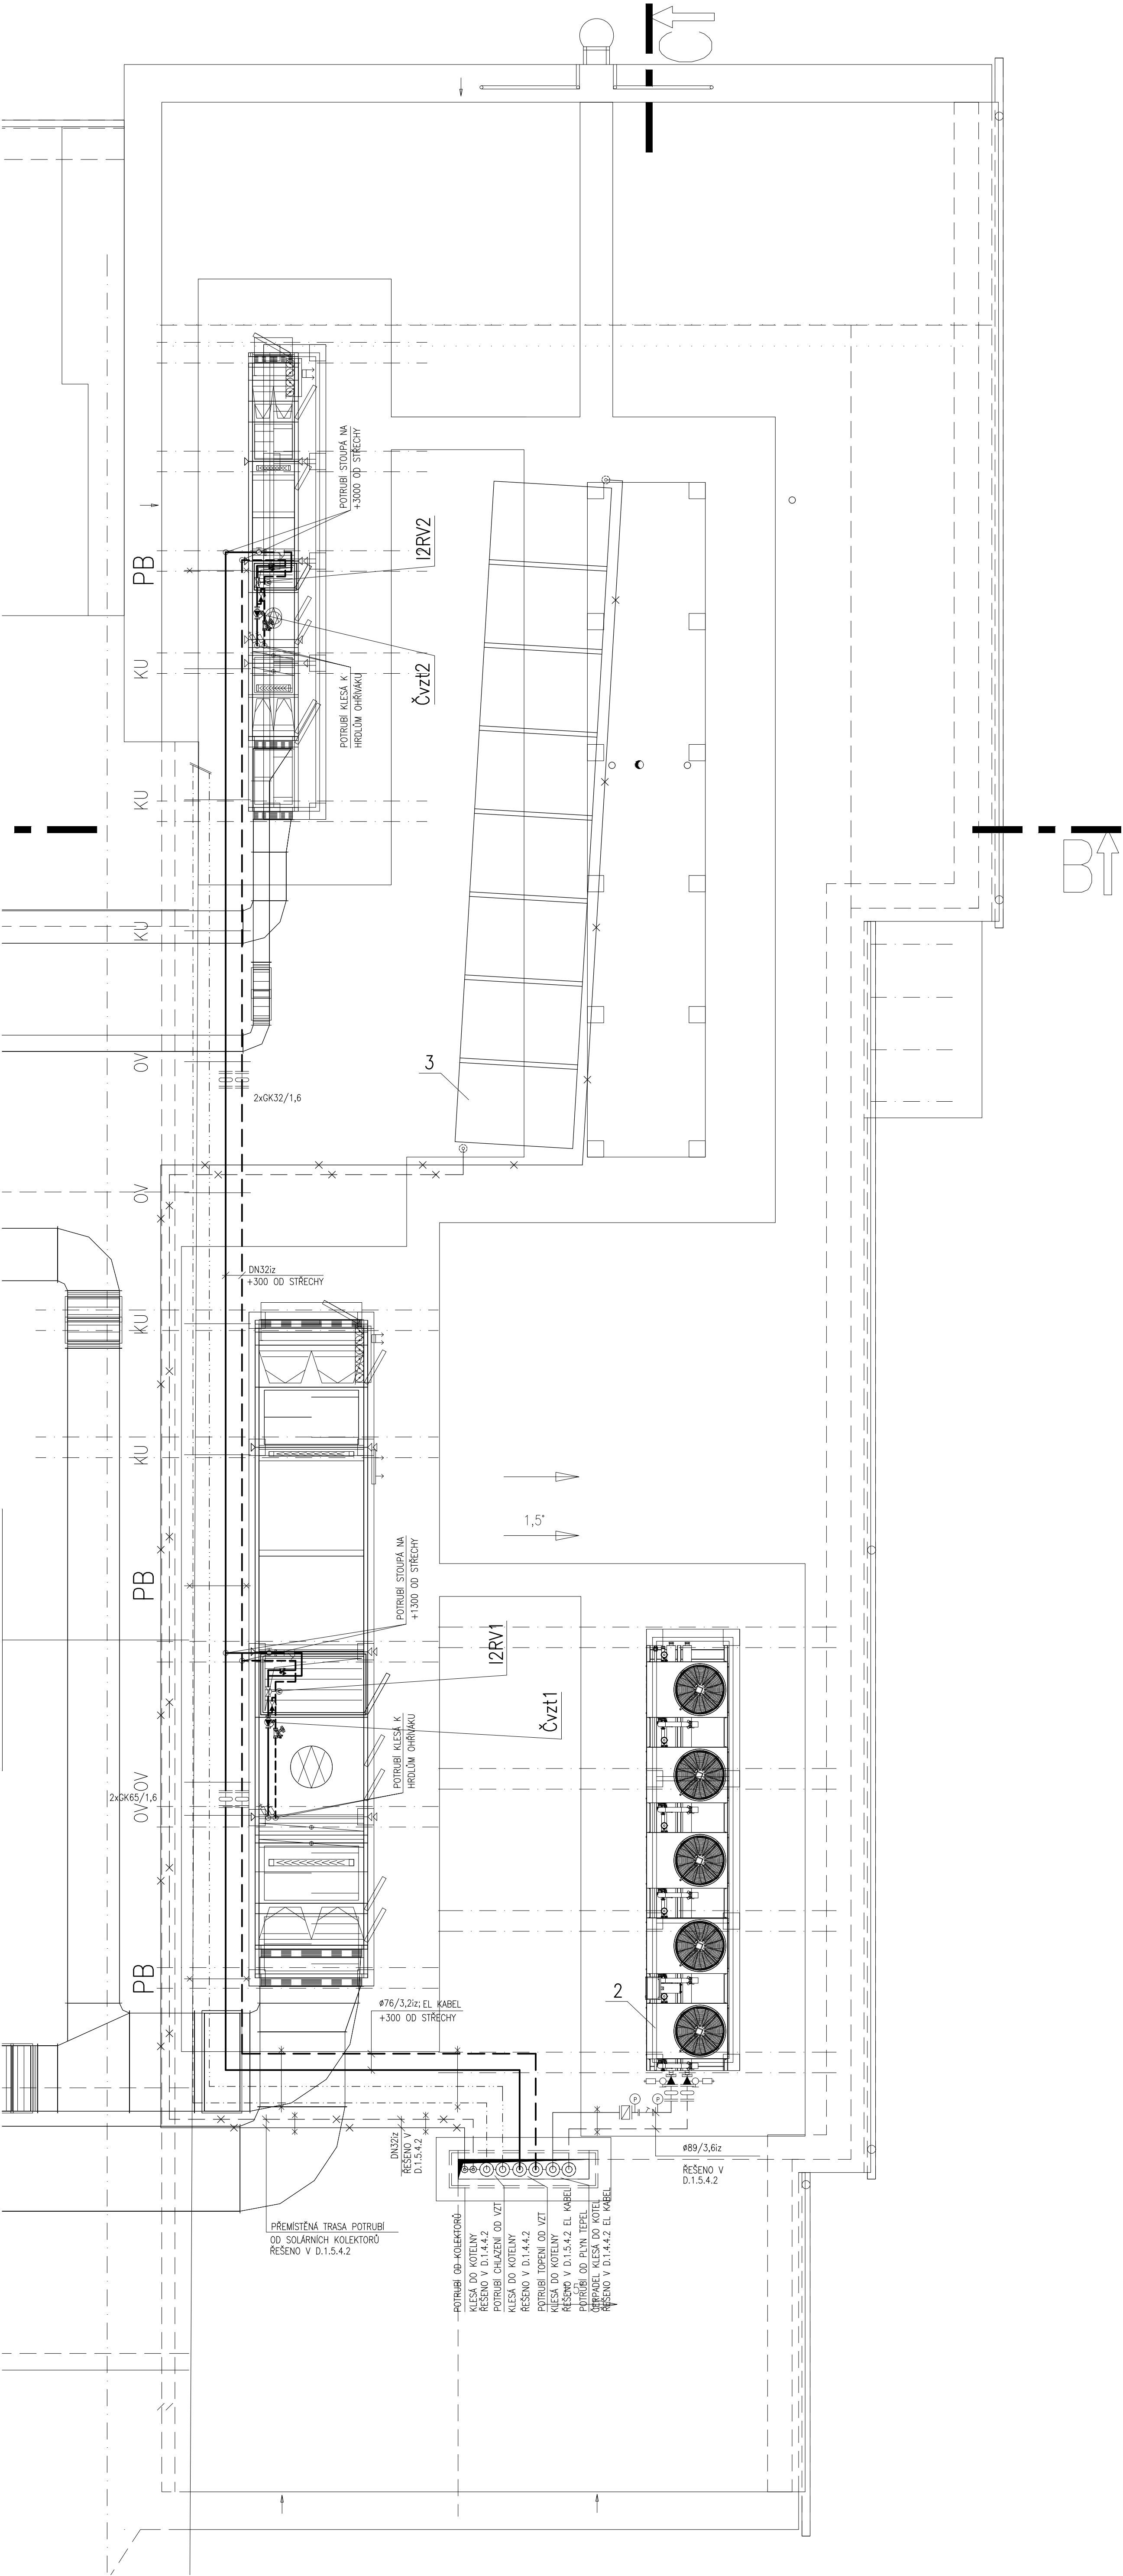 C
POTRUBÍ STOUPÁ NA
+3000 OD STŘECHY
PB
I2RV2
KU
POTRUBÍ KLESÁ K
HRDLŮM OHŘÍVÁKU
Čvzt2
KU
B
KU
OV
3
2xGK32/1,6
OV
DN32iz
+300 OD STŘECHY
KU
KU
1,5°
PB
POTRUBÍ STOUPÁ NA
+1300 OD STŘECHY
I2RV1
Čvzt1
POTRUBÍ KLESÁ K
HRDLŮM OHŘÍVÁKU
OV
2xGK65/1,6
OV
PB
2
ø76/3,2iz; EL KABEL
+300 OD STŘECHY
P
P
DN32iz
ŘEŠENO V
D.1.5.4.2
ø89/3,6iz
ŘEŠENO V
D.1.5.4.2
PŘEMÍSTĚNÁ TRASA POTRUBÍ
OD SOLÁRNÍCH KOLEKTORŮ
ŘEŠENO V D.1.5.4.2
POTRUBÍ OD KOLEKTORŮ
KLESÁ DO KOTELNY
ŘEŠENO V D.1.4.4.2
POTRUBÍ CHLAZENÍ OD VZT
KLESÁ DO KOTELNY
ŘEŠENO V D.1.4.4.2
POTRUBÍ TOPENÍ OD VZT
KLESÁ DO KOTELNY
ŘEŠENO V D.1.5.4.2 EL KABEL
POTRUBÍ OD PLYN TEPEL
ČERPADEL KLESÁ DO KOTEL
ŘEŠENO V D.1.4.4.2 EL KABEL